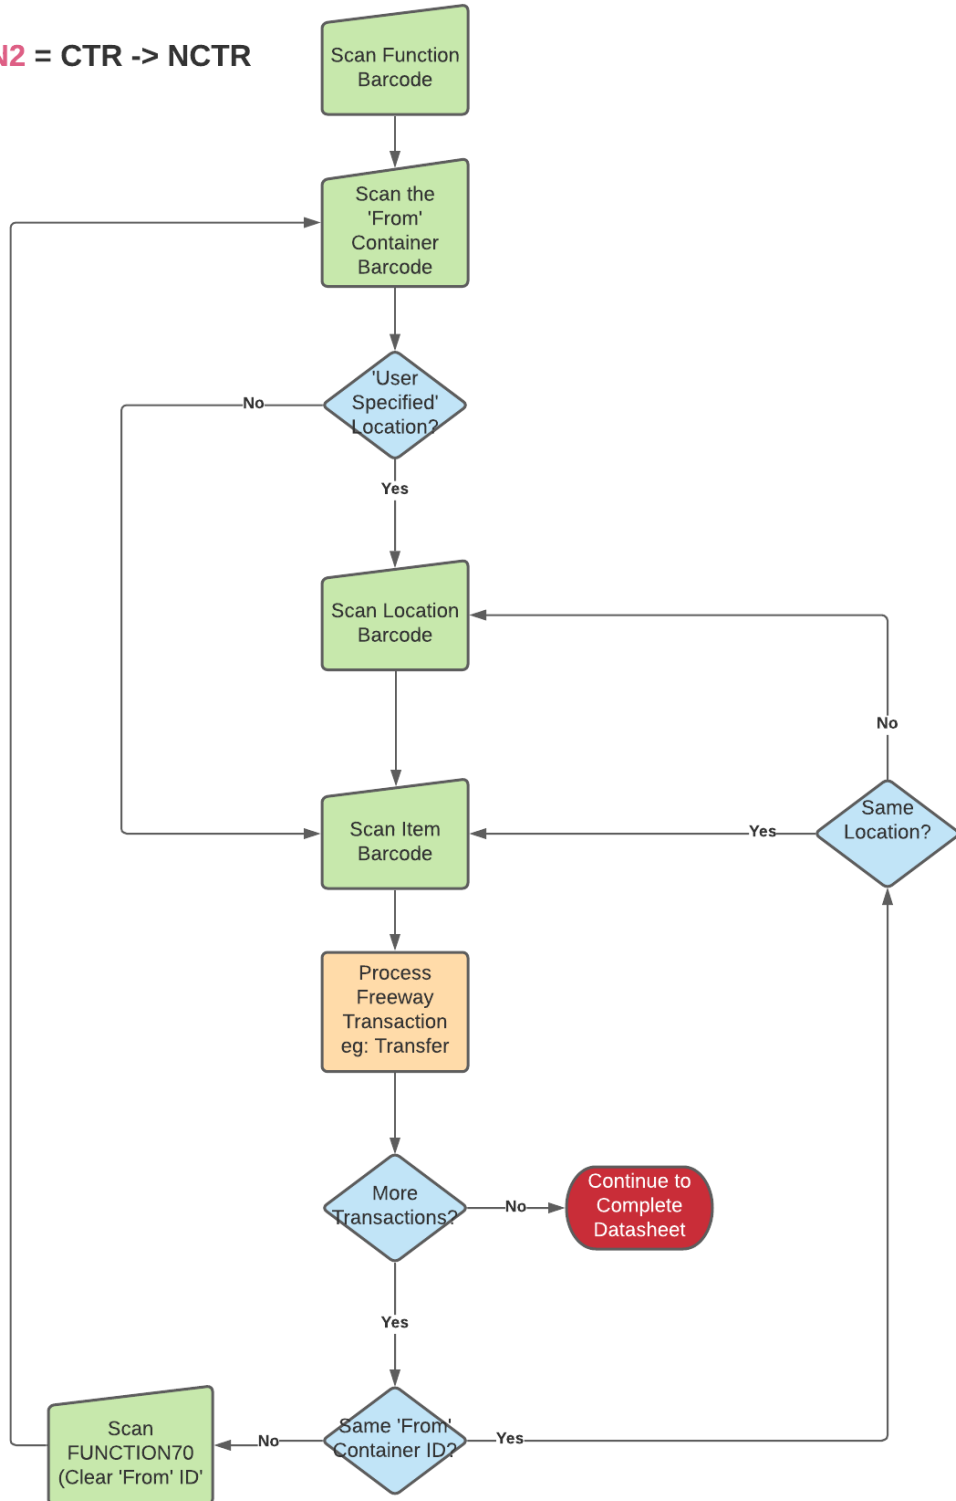 N2 = CTR -> NCTR
Scan Function
Barcode
Scan the
'From'
Container
Barcode
'User
Specified'
Location?
No
Yes
Scan Location
Barcode
No
Same
Location?
Yes
Scan Item
Barcode
Process
Freeway
Transaction
eg: Transfer
More
Transactions?
No
Continue to
Complete
Datasheet
Yes
Same 'From'
Container ID?
No
Yes
Scan
FUNCTION70
(Clear 'From' ID'